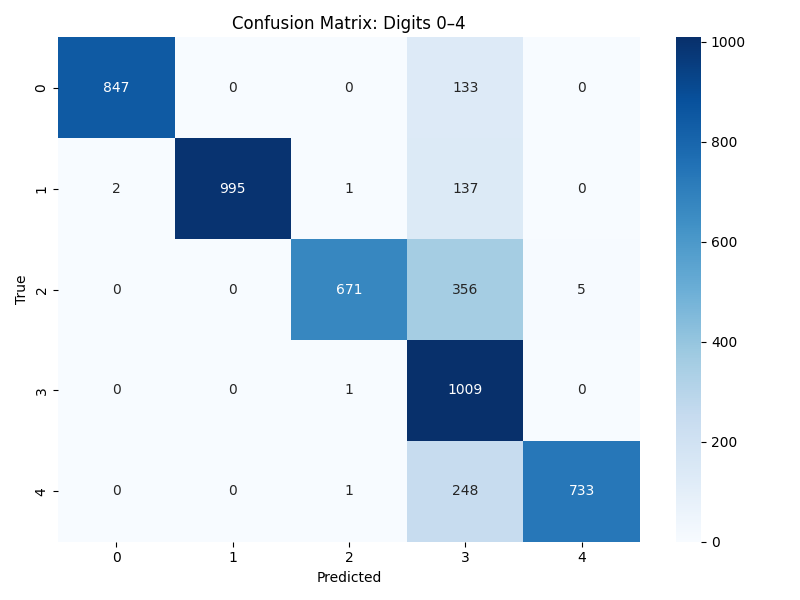 Confusion Matrix: Digits 0–4
0 847 0 0 133 0
1 2 995 1 137 0
2 0 0 671 356 5
3 0 0 1 1009 0
4 0 0 1 248 733
0 1 2 3 4
True
Predicted
1000
800
600
400
200
0